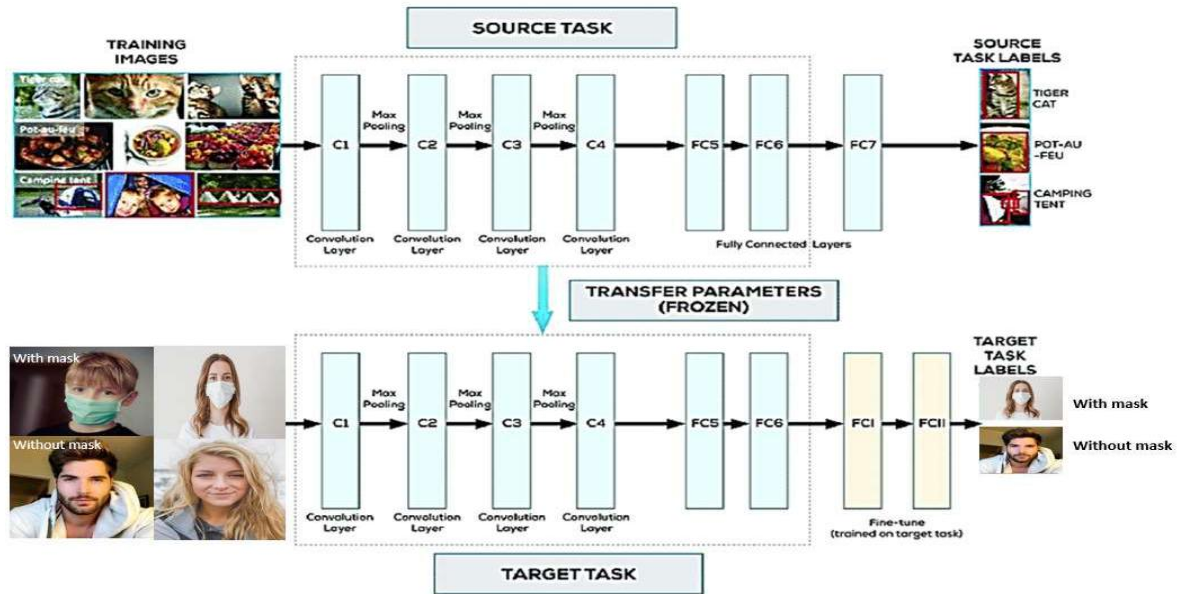 SOURCE TASK
TRAINING
IMAGES
SOURCE
TASK LABELS
Tiger cat
Pot-au-feu
Camping tent
C1
Max
Pooling
C2
Max
Pooling
C3
Max
Pooling
C4
FC5
FC6
FC7
TIGER
CAT
POT-AU
-FEU
CAMPING
TENT
Convolution
Layer
Convolution
Layer
Convolution
Layer
Convolution
Layer
Fully Connected Layers
TRANSFER PARAMETERS
(FROZEN)
With mask
Without mask
C1
Max
Pooling
C2
Max
Pooling
C3
Max
Pooling
C4
FC5
FC6
FCI
FCII
TARGET
TASK
LABELS
With mask
Without mask
Convolution
Layer
Convolution
Layer
Convolution
Layer
Convolution
Layer
Fine-tune
(trained on target task)
TARGET TASK